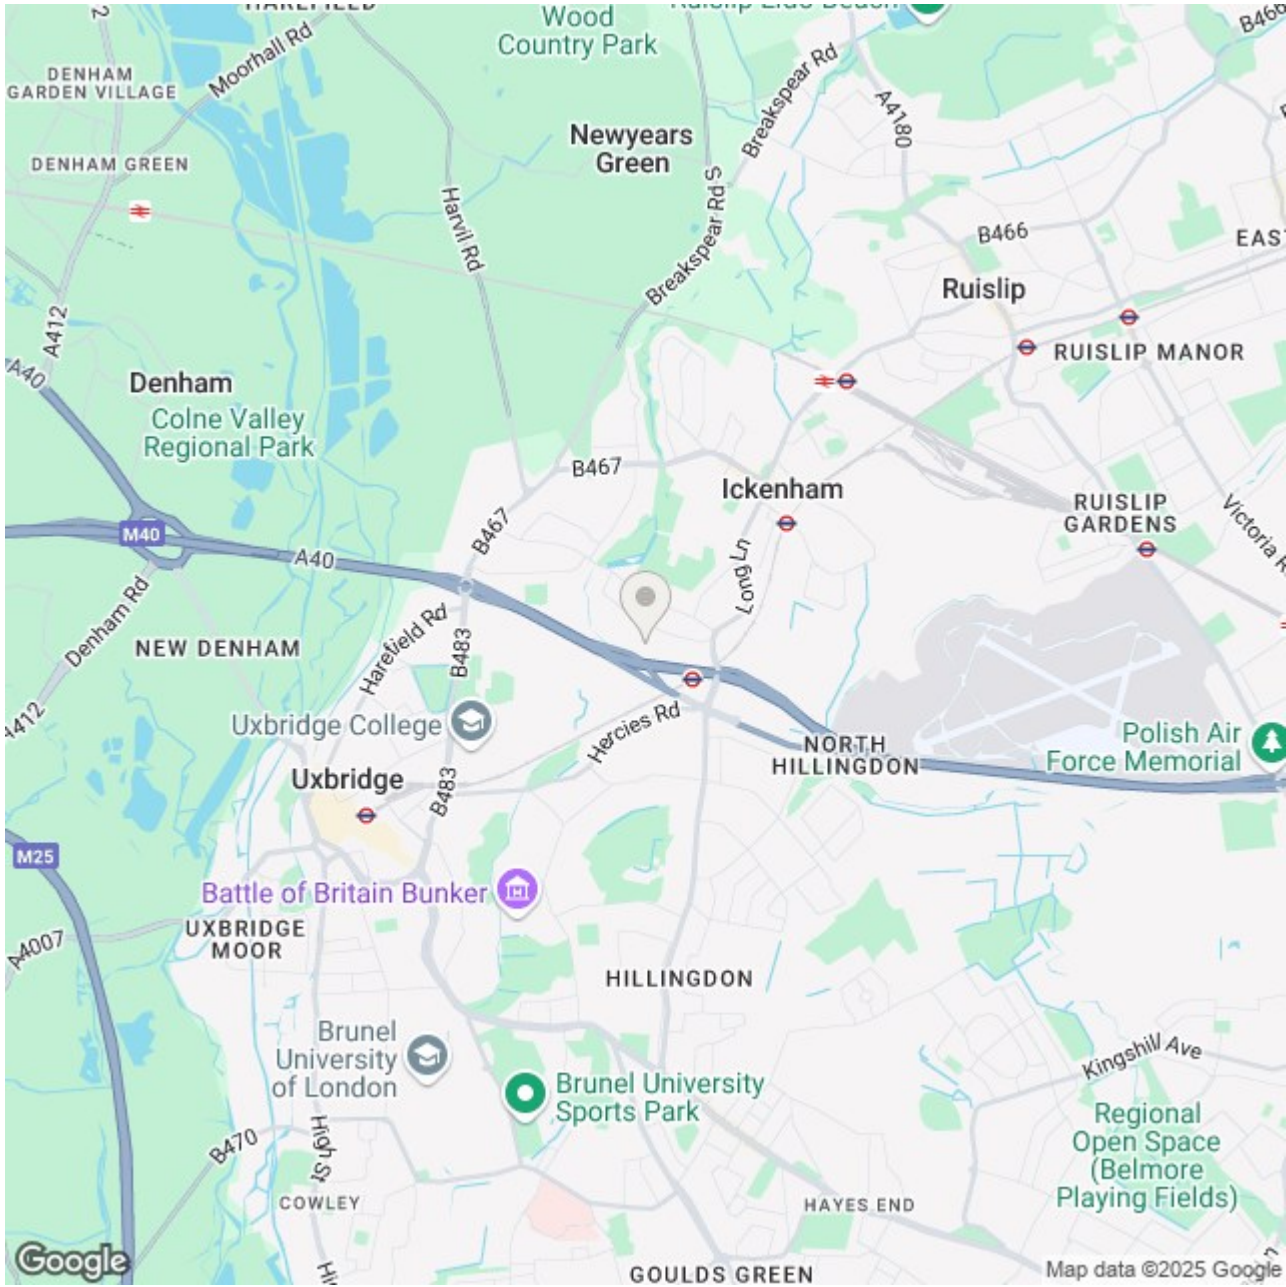 HAREFIELD
Wood
Country Park
Ruislip Lido Beach
B466
DENHAM
GARDEN VILLAGE
Moorhall Rd
Breakspear Rd
A4180
Newyears
Green
DENHAM GREEN
Harvil Rd
Breakspear Rd S
B466
EAST
Ruislip
A412
RUISLIP MANOR
A40
Denham
Colne Valley
Regional Park
B467
Ickenham
RUISLIP
GARDENS
Victoria R
M40
A40
B467
Long Ln
Denham Rd
NEW DENHAM
Harefield Rd
B483
A412
Uxbridge College
Hercies Rd
NORTH
HILLINGDON
Polish Air
Force Memorial
Uxbridge
B483
M25
Battle of Britain Bunker
A4007
UXBRIDGE
MOOR
HILLINGDON
Brunel
University
of London
Kingshill Ave
Brunel University
Sports Park
Regional
Open Space
(Belmore
Playing Fields)
B470
High St
COWLEY
HAYES END
Google
GOULDS GREEN
Map data ©2025 Google